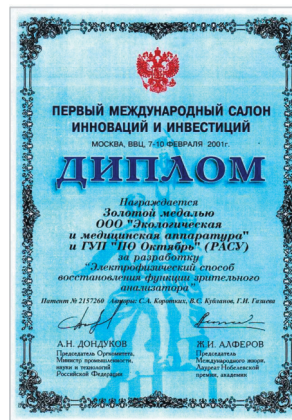 ПЕРВЫЙ МЕЖДУНАРОДНЫЙ САЛОН
ИННОВАЦИЙ И ИНВЕСТИЦИЙ
МОСКВА, ВВЦ, 7-10 ФЕВРАЛЯ 2001г.
ДИПЛОМ
Награждается
Золотой медалью
ООО "Экологическая
и медицинская аппаратура"
и ГУП "ПО Октябрь" (РАСУ)
за разработку
"Электрофизический способ
восстановления функции зрительного
анализатора"
Патент № 2157260 Авторы: С.А. Коротких, В.С. Кубланов, Г.И. Газиева
А.Н. ДОНДУКОВ
Председатель Оргкомитета,
Министр промышленности,
науки и технологий
Российской Федерации
Ж.И. АЛФЕРОВ
Председатель
Международного жюри,
Лауреат Нобелевской
премии, академик